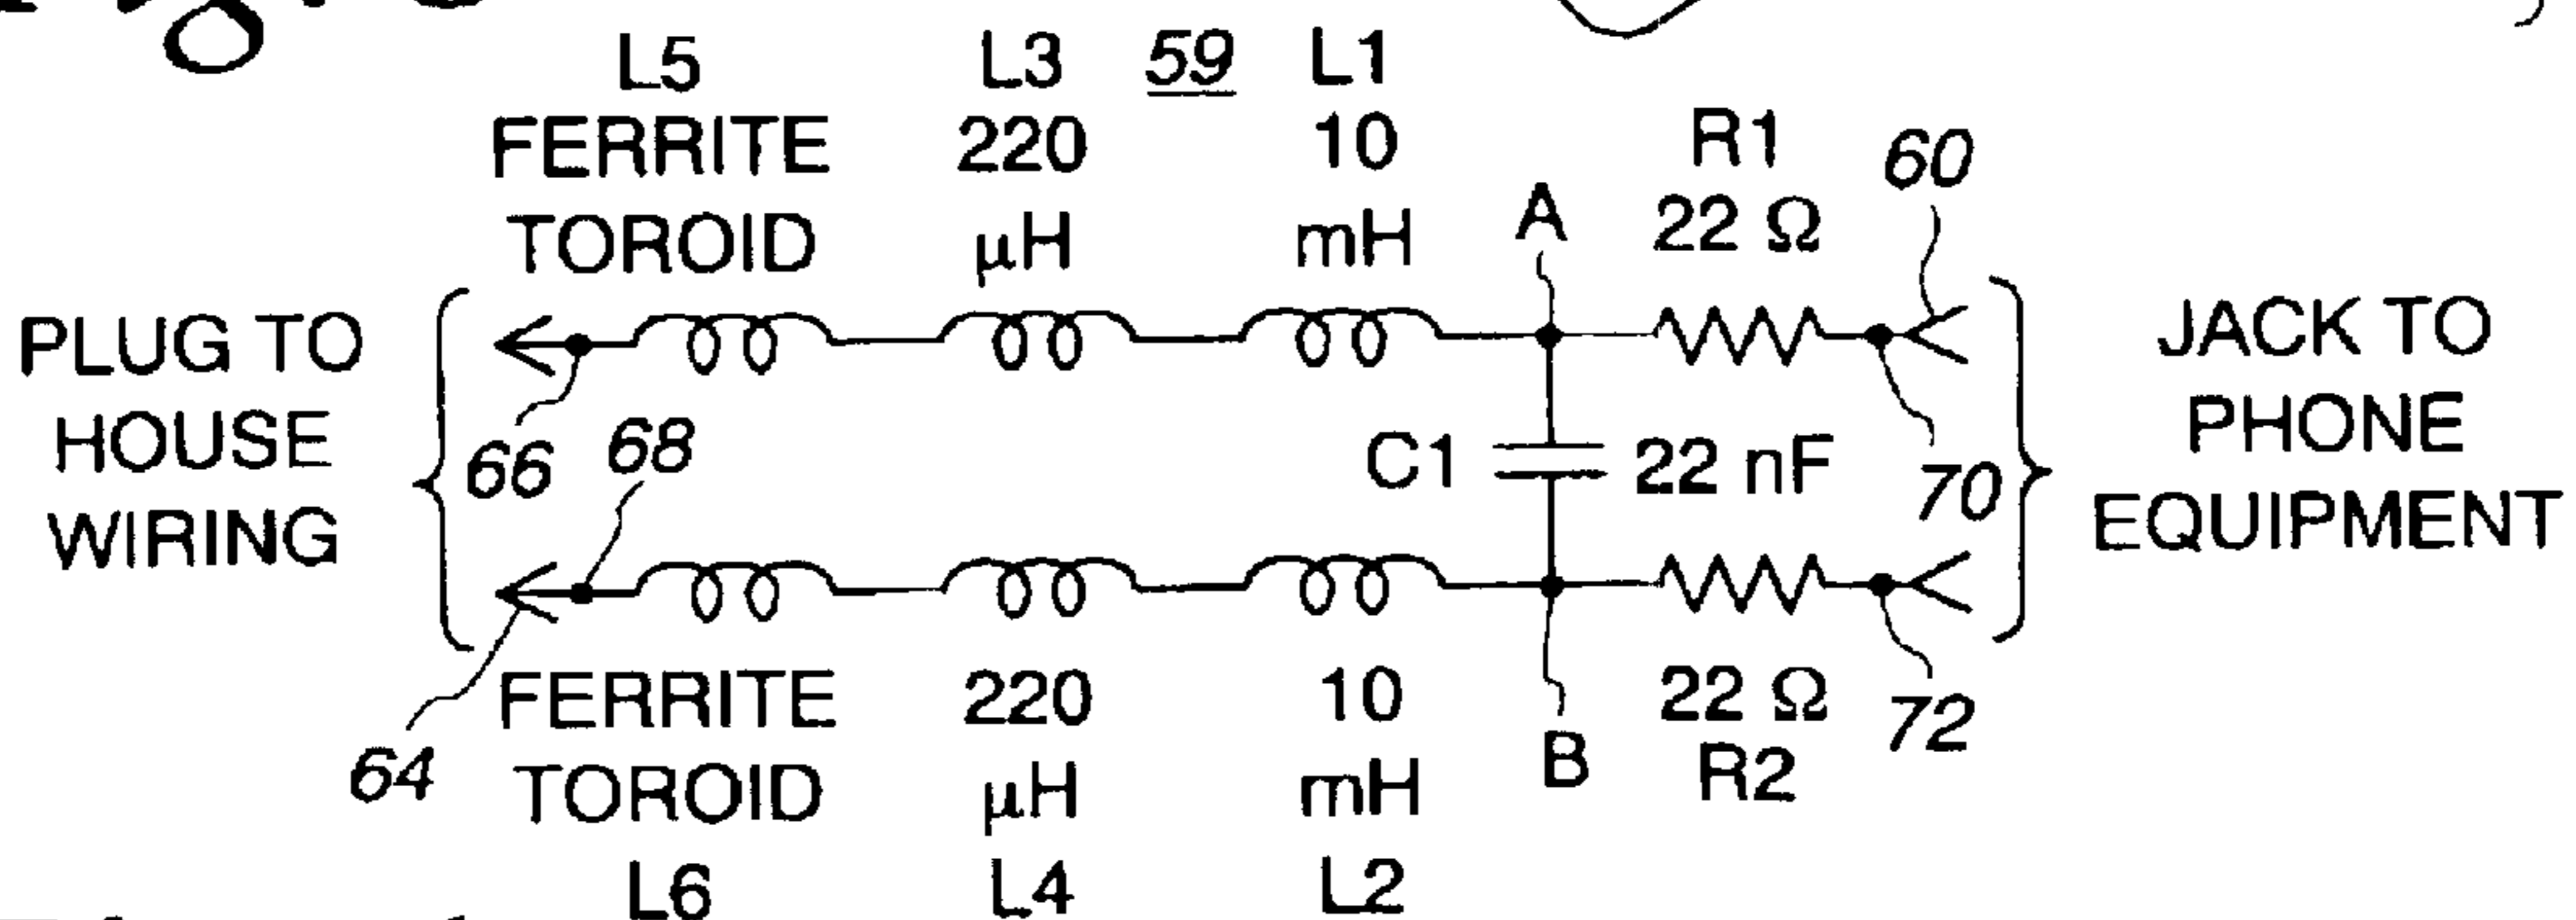 L5
FERRITE
TOROID
L3
220
µH
59
L1
10
mH
A
R1
22 Ω
60
PLUG TO
HOUSE
WIRING
66
68
C1
22 nF
70
JACK TO
PHONE
EQUIPMENT
64
FERRITE
TOROID
L6
220
µH
L4
10
mH
L2
B
22 Ω
R2
72